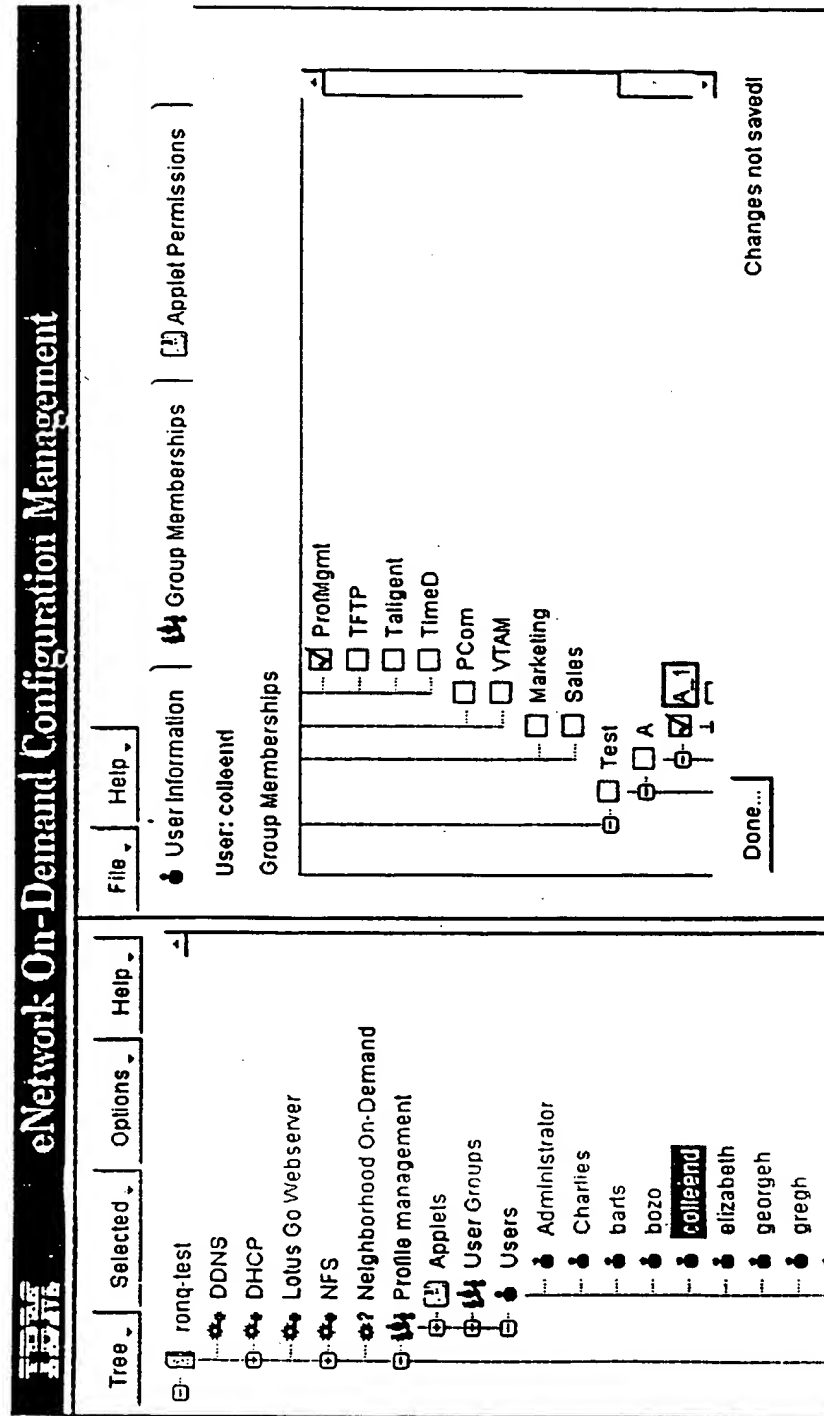 IBM eNetwork On-Demand Configuration Management
Tree Selected Options Help
ronq-test
DDNS
DHCP
Lotus Go Webserver
NFS
Neighborhood On-Demand
Profile management
Applets
User Groups
Users
Administrator
Charlies
barts
bozo
colleend
elizabeth
georgeh
gregh
File Help
User Information Group Memberships Applet Permissions
User: colleend
Group Memberships
ProfMgmt
TFTP
Taligent
TimeD
PCom
VTAM
Marketing
Sales
Test
A
A_1
Done...
Changes not saved!